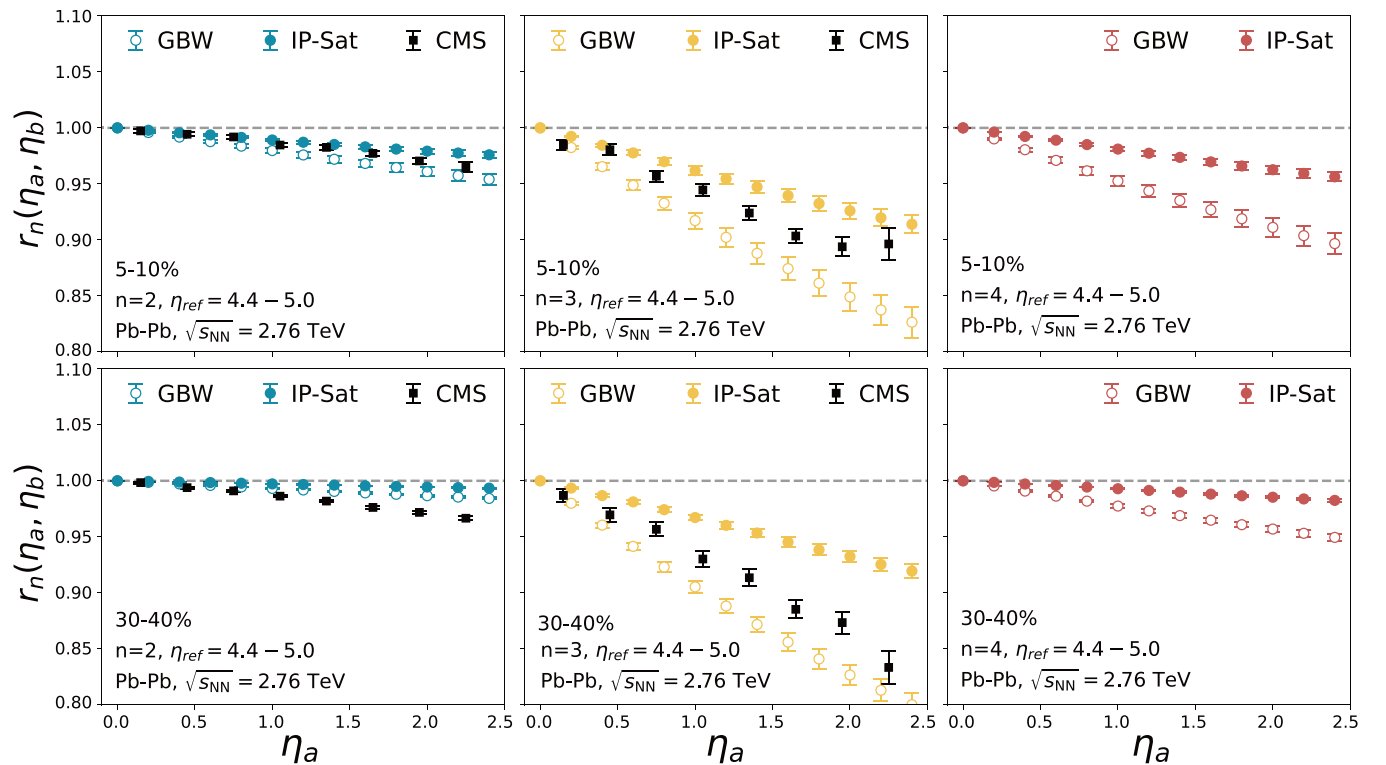 1.10
1.05
1.00
0.95
0.90
0.85
0.80
rₙ(ηₐ, η_b)
GBW IP-Sat CMS
5-10%
n=2, η_ref = 4.4 − 5.0
Pb-Pb, √s_NN = 2.76 TeV
GBW IP-Sat CMS
5-10%
n=3, η_ref = 4.4 − 5.0
Pb-Pb, √s_NN = 2.76 TeV
GBW IP-Sat
5-10%
n=4, η_ref = 4.4 − 5.0
Pb-Pb, √s_NN = 2.76 TeV
1.10
1.05
1.00
0.95
0.90
0.85
0.80
rₙ(ηₐ, η_b)
GBW IP-Sat CMS
30-40%
n=2, η_ref = 4.4 − 5.0
Pb-Pb, √s_NN = 2.76 TeV
GBW IP-Sat CMS
30-40%
n=3, η_ref = 4.4 − 5.0
Pb-Pb, √s_NN = 2.76 TeV
GBW IP-Sat
30-40%
n=4, η_ref = 4.4 − 5.0
Pb-Pb, √s_NN = 2.76 TeV
0.0 0.5 1.0 1.5 2.0 2.5
0.0 0.5 1.0 1.5 2.0 2.5
0.0 0.5 1.0 1.5 2.0 2.5
ηₐ
ηₐ
ηₐ